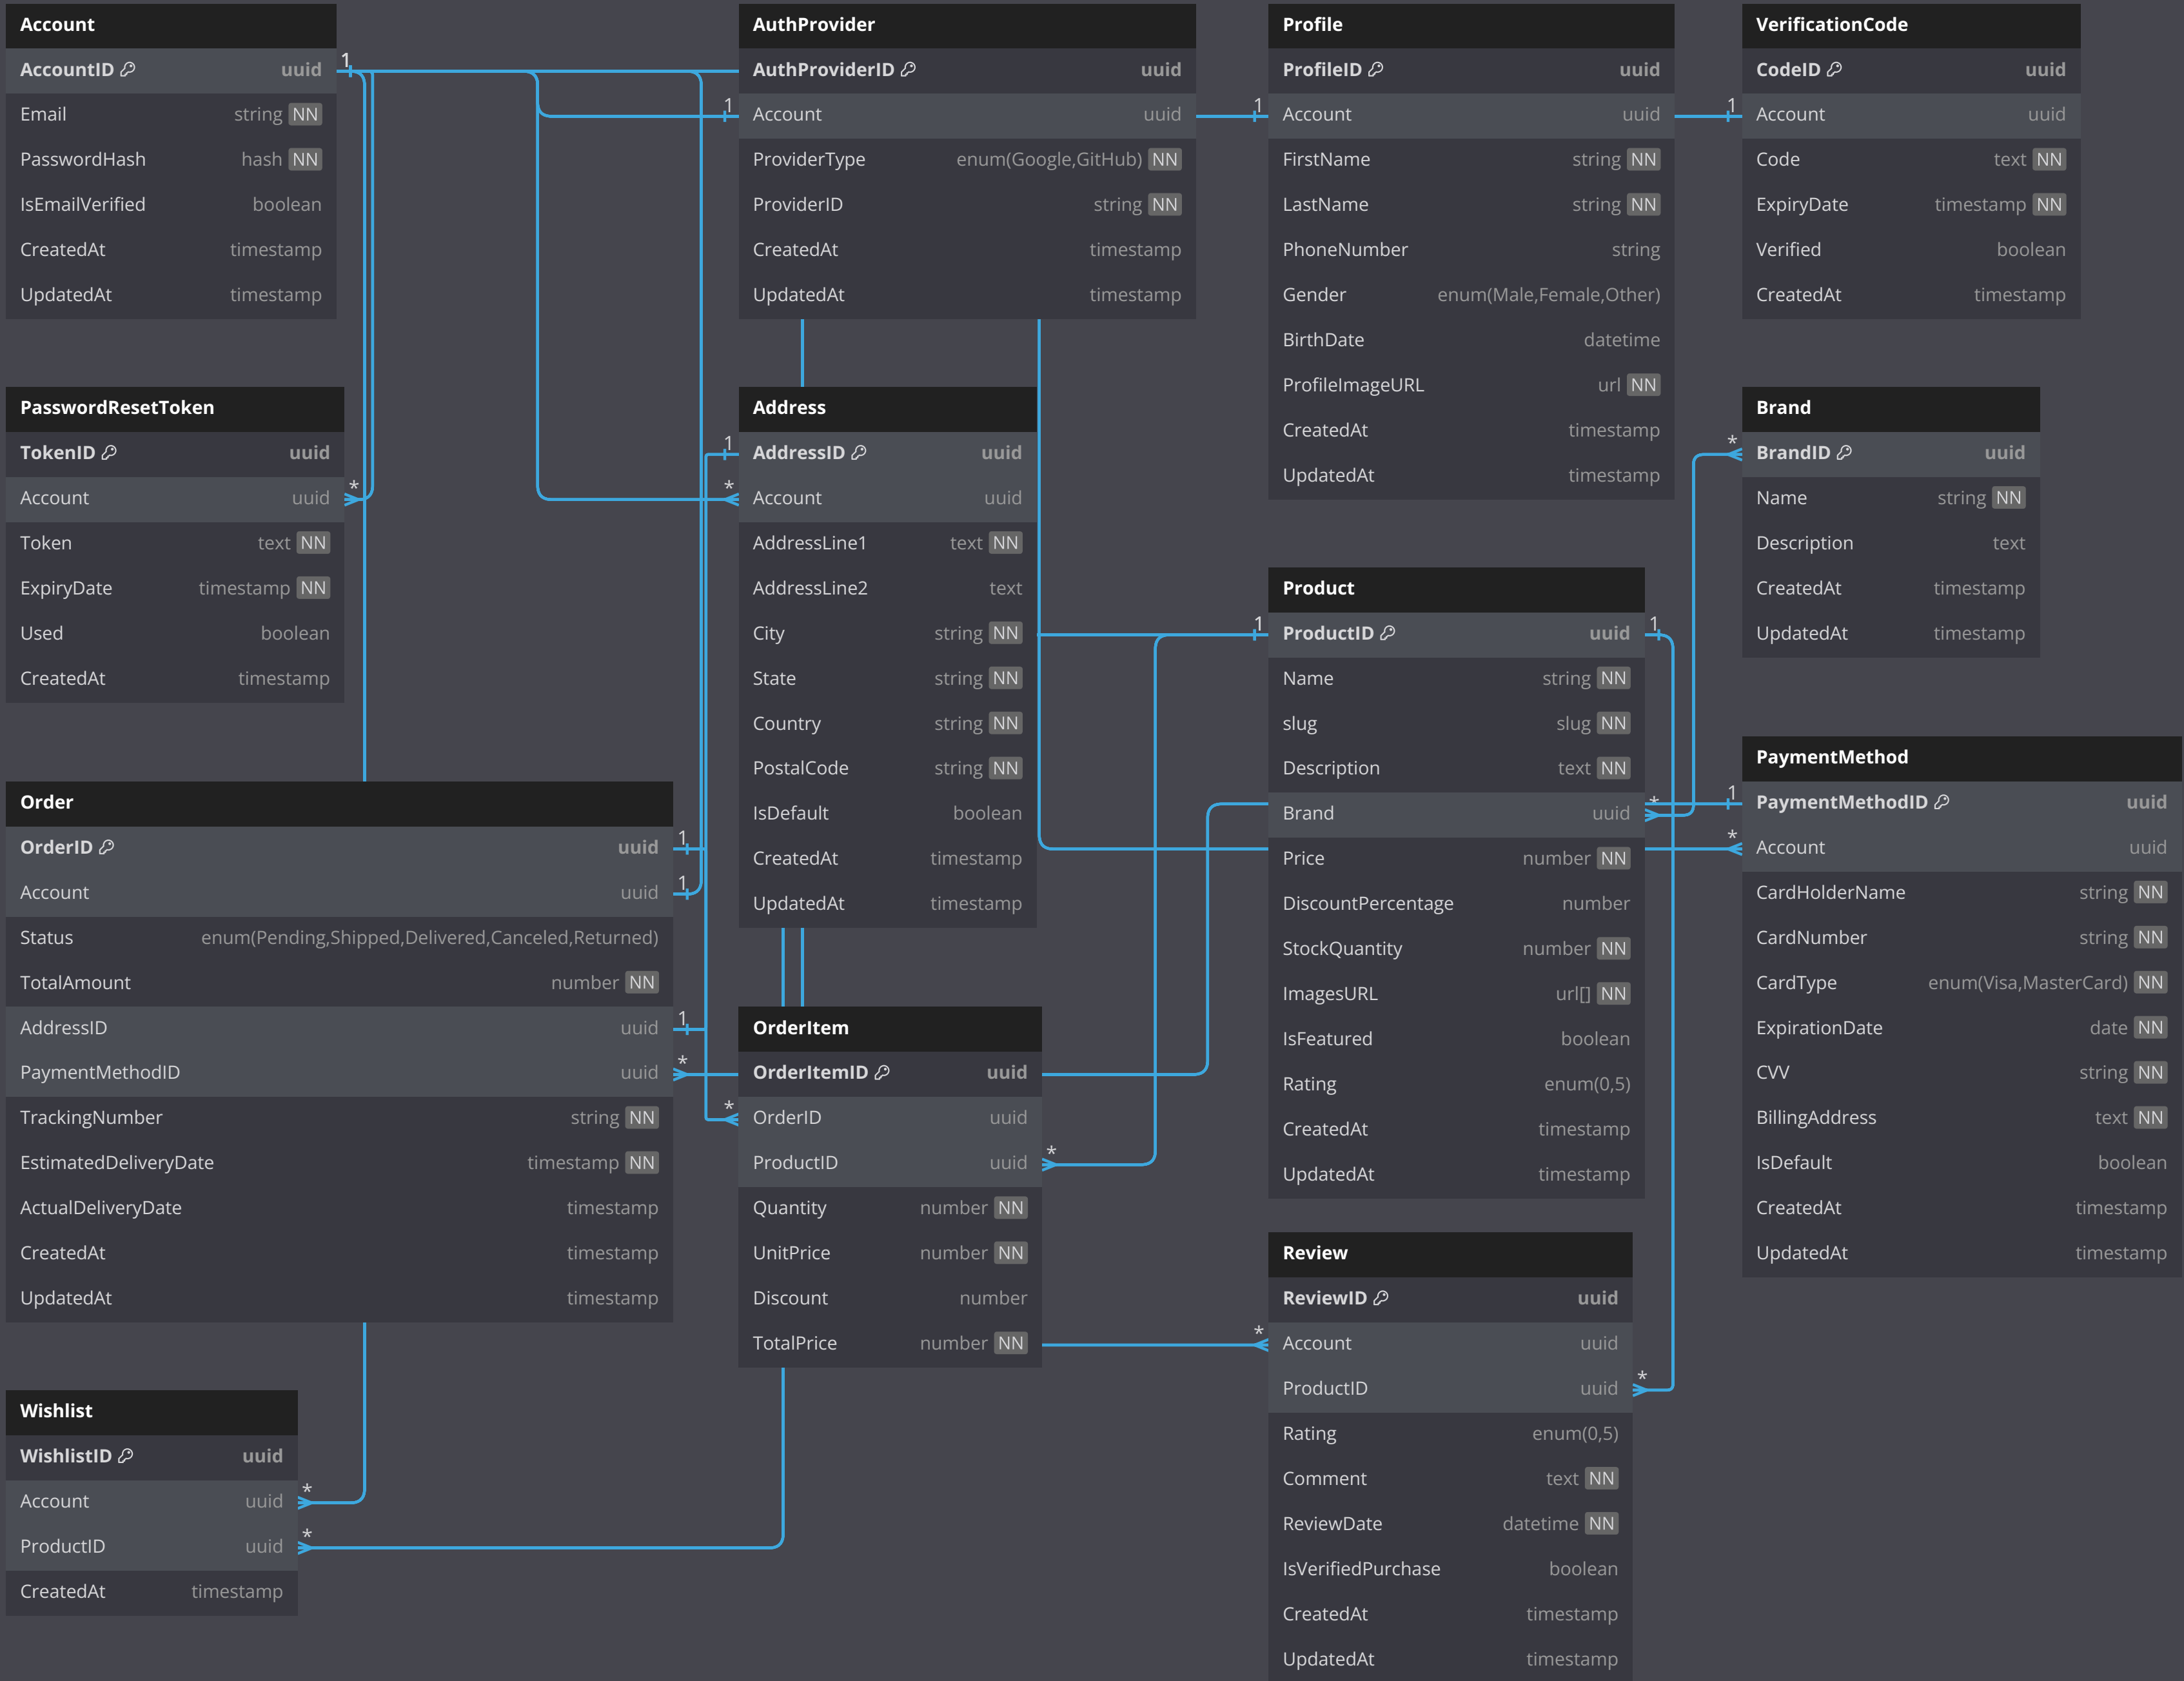 Account
AccountID uuid
Email string NN
PasswordHash hash NN
IsEmailVerified boolean
CreatedAt timestamp
UpdatedAt timestamp
1
AuthProvider
AuthProviderID uuid
1
Account uuid
ProviderType enum(Google,GitHub) NN
ProviderID string NN
CreatedAt timestamp
UpdatedAt timestamp
Profile
ProfileID uuid
1
Account uuid
FirstName string NN
LastName string NN
PhoneNumber string
Gender enum(Male,Female,Other)
BirthDate datetime
ProfileImageURL url NN
CreatedAt timestamp
UpdatedAt timestamp
VerificationCode
CodeID uuid
1
Account uuid
Code text NN
ExpiryDate timestamp NN
Verified boolean
CreatedAt timestamp
PasswordResetToken
TokenID uuid
Account uuid
*
Token text NN
ExpiryDate timestamp NN
Used boolean
CreatedAt timestamp
Address
1
AddressID uuid
*
Account uuid
AddressLine1 text NN
AddressLine2 text
City string NN
State string NN
Country string NN
PostalCode string NN
IsDefault boolean
CreatedAt timestamp
UpdatedAt timestamp
Brand
*
BrandID uuid
Name string NN
Description text
CreatedAt timestamp
UpdatedAt timestamp
Product
1
ProductID uuid
1
Name string NN
slug slug NN
Description text NN
Brand uuid
*
Price number NN
DiscountPercentage number
StockQuantity number NN
ImagesURL url[] NN
IsFeatured boolean
Rating enum(0,5)
CreatedAt timestamp
UpdatedAt timestamp
PaymentMethod
1
PaymentMethodID uuid
*
Account uuid
CardHolderName string NN
CardNumber string NN
CardType enum(Visa,MasterCard) NN
ExpirationDate date NN
CVV string NN
BillingAddress text NN
IsDefault boolean
CreatedAt timestamp
UpdatedAt timestamp
Order
OrderID uuid
1
Account uuid
1
Status enum(Pending,Shipped,Delivered,Canceled,Returned)
TotalAmount number NN
AddressID uuid
1
PaymentMethodID uuid
*
TrackingNumber string NN
EstimatedDeliveryDate timestamp NN
ActualDeliveryDate timestamp
CreatedAt timestamp
UpdatedAt timestamp
OrderItem
OrderItemID uuid
*
OrderID uuid
ProductID uuid
*
Quantity number NN
UnitPrice number NN
Discount number
TotalPrice number NN
Review
ReviewID uuid
*
Account uuid
ProductID uuid
*
Rating enum(0,5)
Comment text NN
ReviewDate datetime NN
IsVerifiedPurchase boolean
CreatedAt timestamp
UpdatedAt timestamp
Wishlist
WishlistID uuid
Account uuid
*
ProductID uuid
*
CreatedAt timestamp